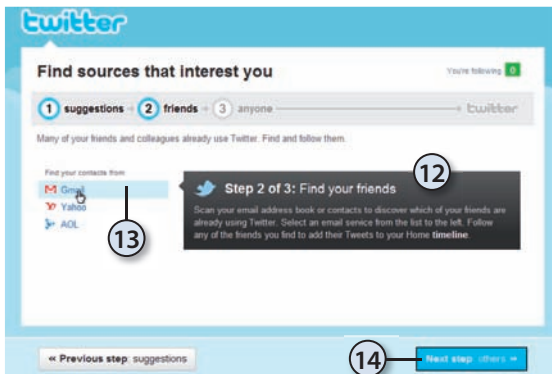 twitter
Find sources that interest you
You're following 0
1 suggestions 2 friends 3 anyone twitter
Many of your friends and colleagues already use Twitter. Find and follow them.
Find your contacts from
Gmail
Yahoo
AOL
13
12
Step 2 of 3: Find your friends
Scan your email address book or contacts to discover which of your friends are
already using Twitter. Select an email service from the list to the left. Follow
any of the friends you find to add their Tweets to your Home timeline.
« Previous step: suggestions
14
Next step: others »